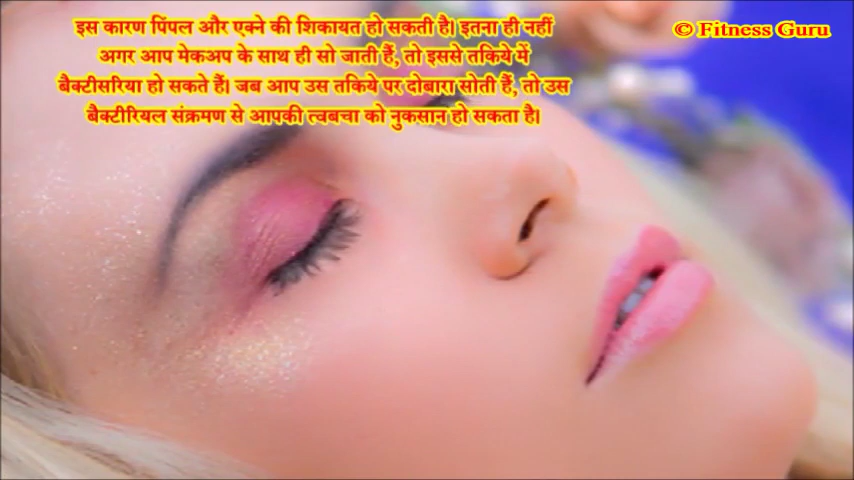 इस कारण पिंपल और एक्ने की शिकायत हो सकती है। इतना ही नहीं
अगर आप मेकअप के साथ ही सो जाती हैं, तो इससे तकिये में
बैक्टीसरिया हो सकते हैं। जब आप उस तकिये पर दोबारा सोती हैं, तो उस
बैक्टीरियल संक्रमण से आपकी त्वबचा को नुकसान हो सकता है।
© Fitness Guru